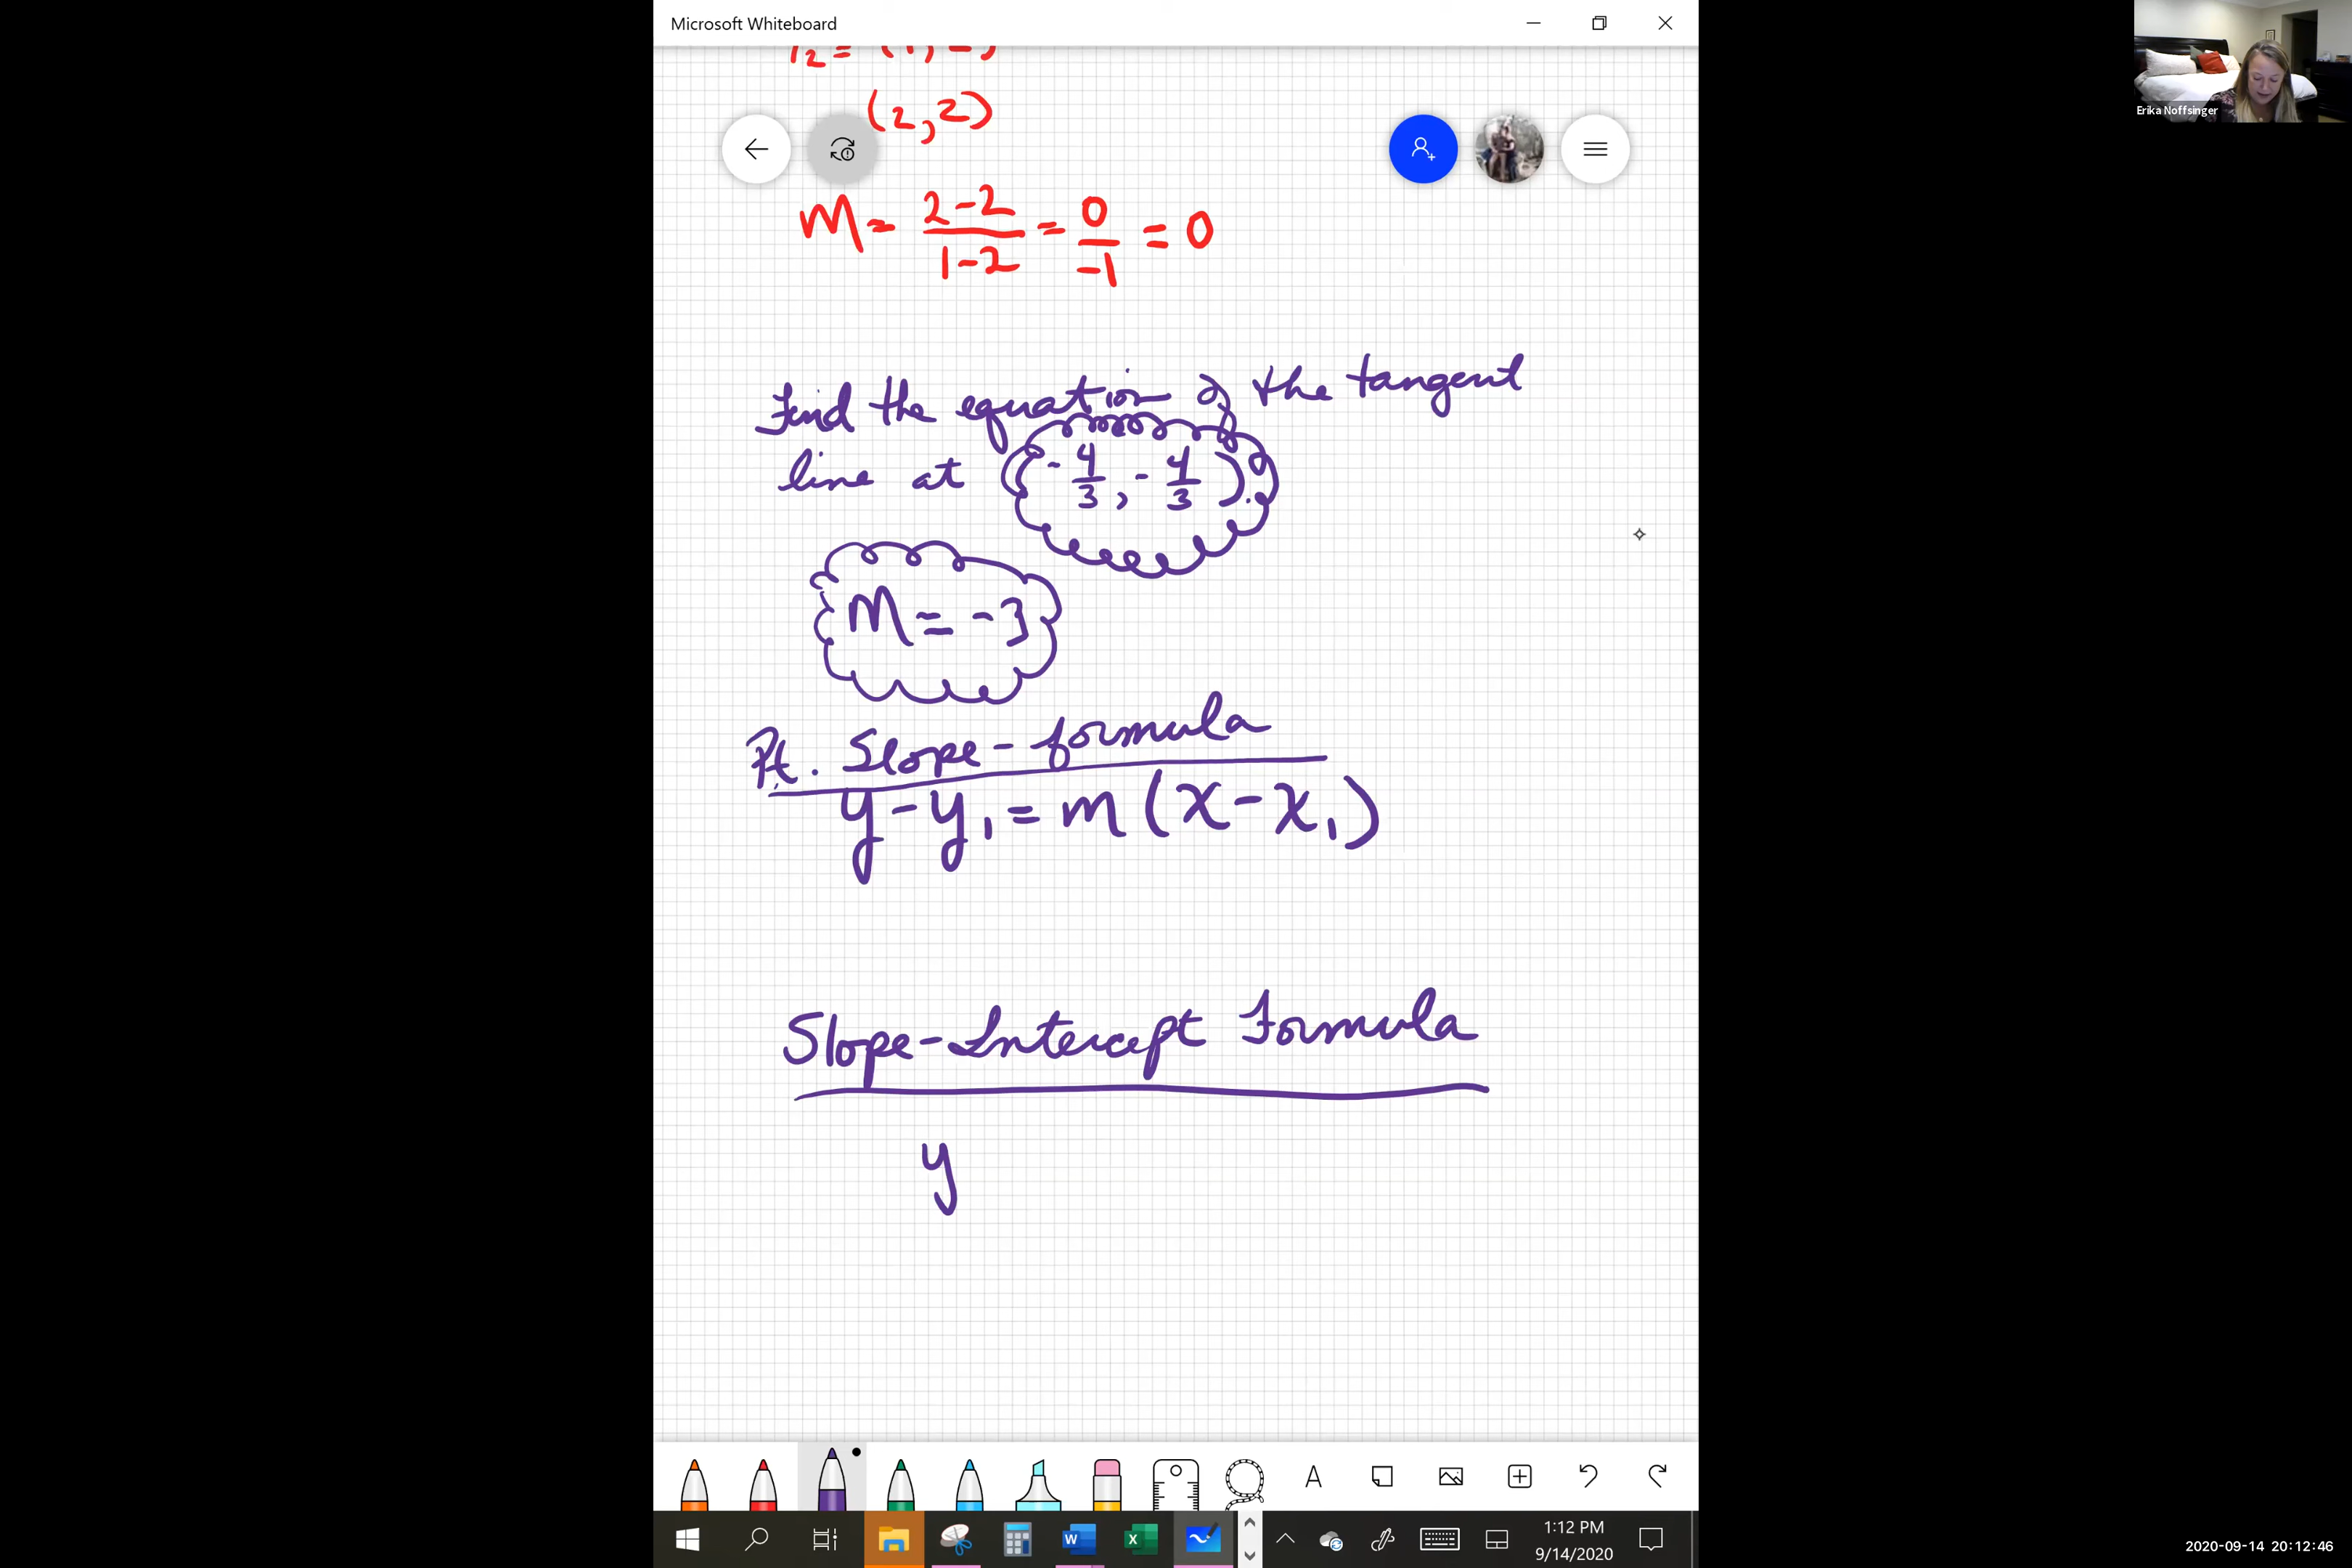 Microsoft Whiteboard
Erika Noffsinger
(2,2)
M = 2-2/1-2 = 0/-1 = 0
Find the equation of the tangent
line at (-4/3, -4/3).
M = -3
Pt. Slope-formula
y-y₁ = m(x-x₁)
Slope-Intercept Formula
y
1:12 PM
9/14/2020
2020-09-14 20:12:46